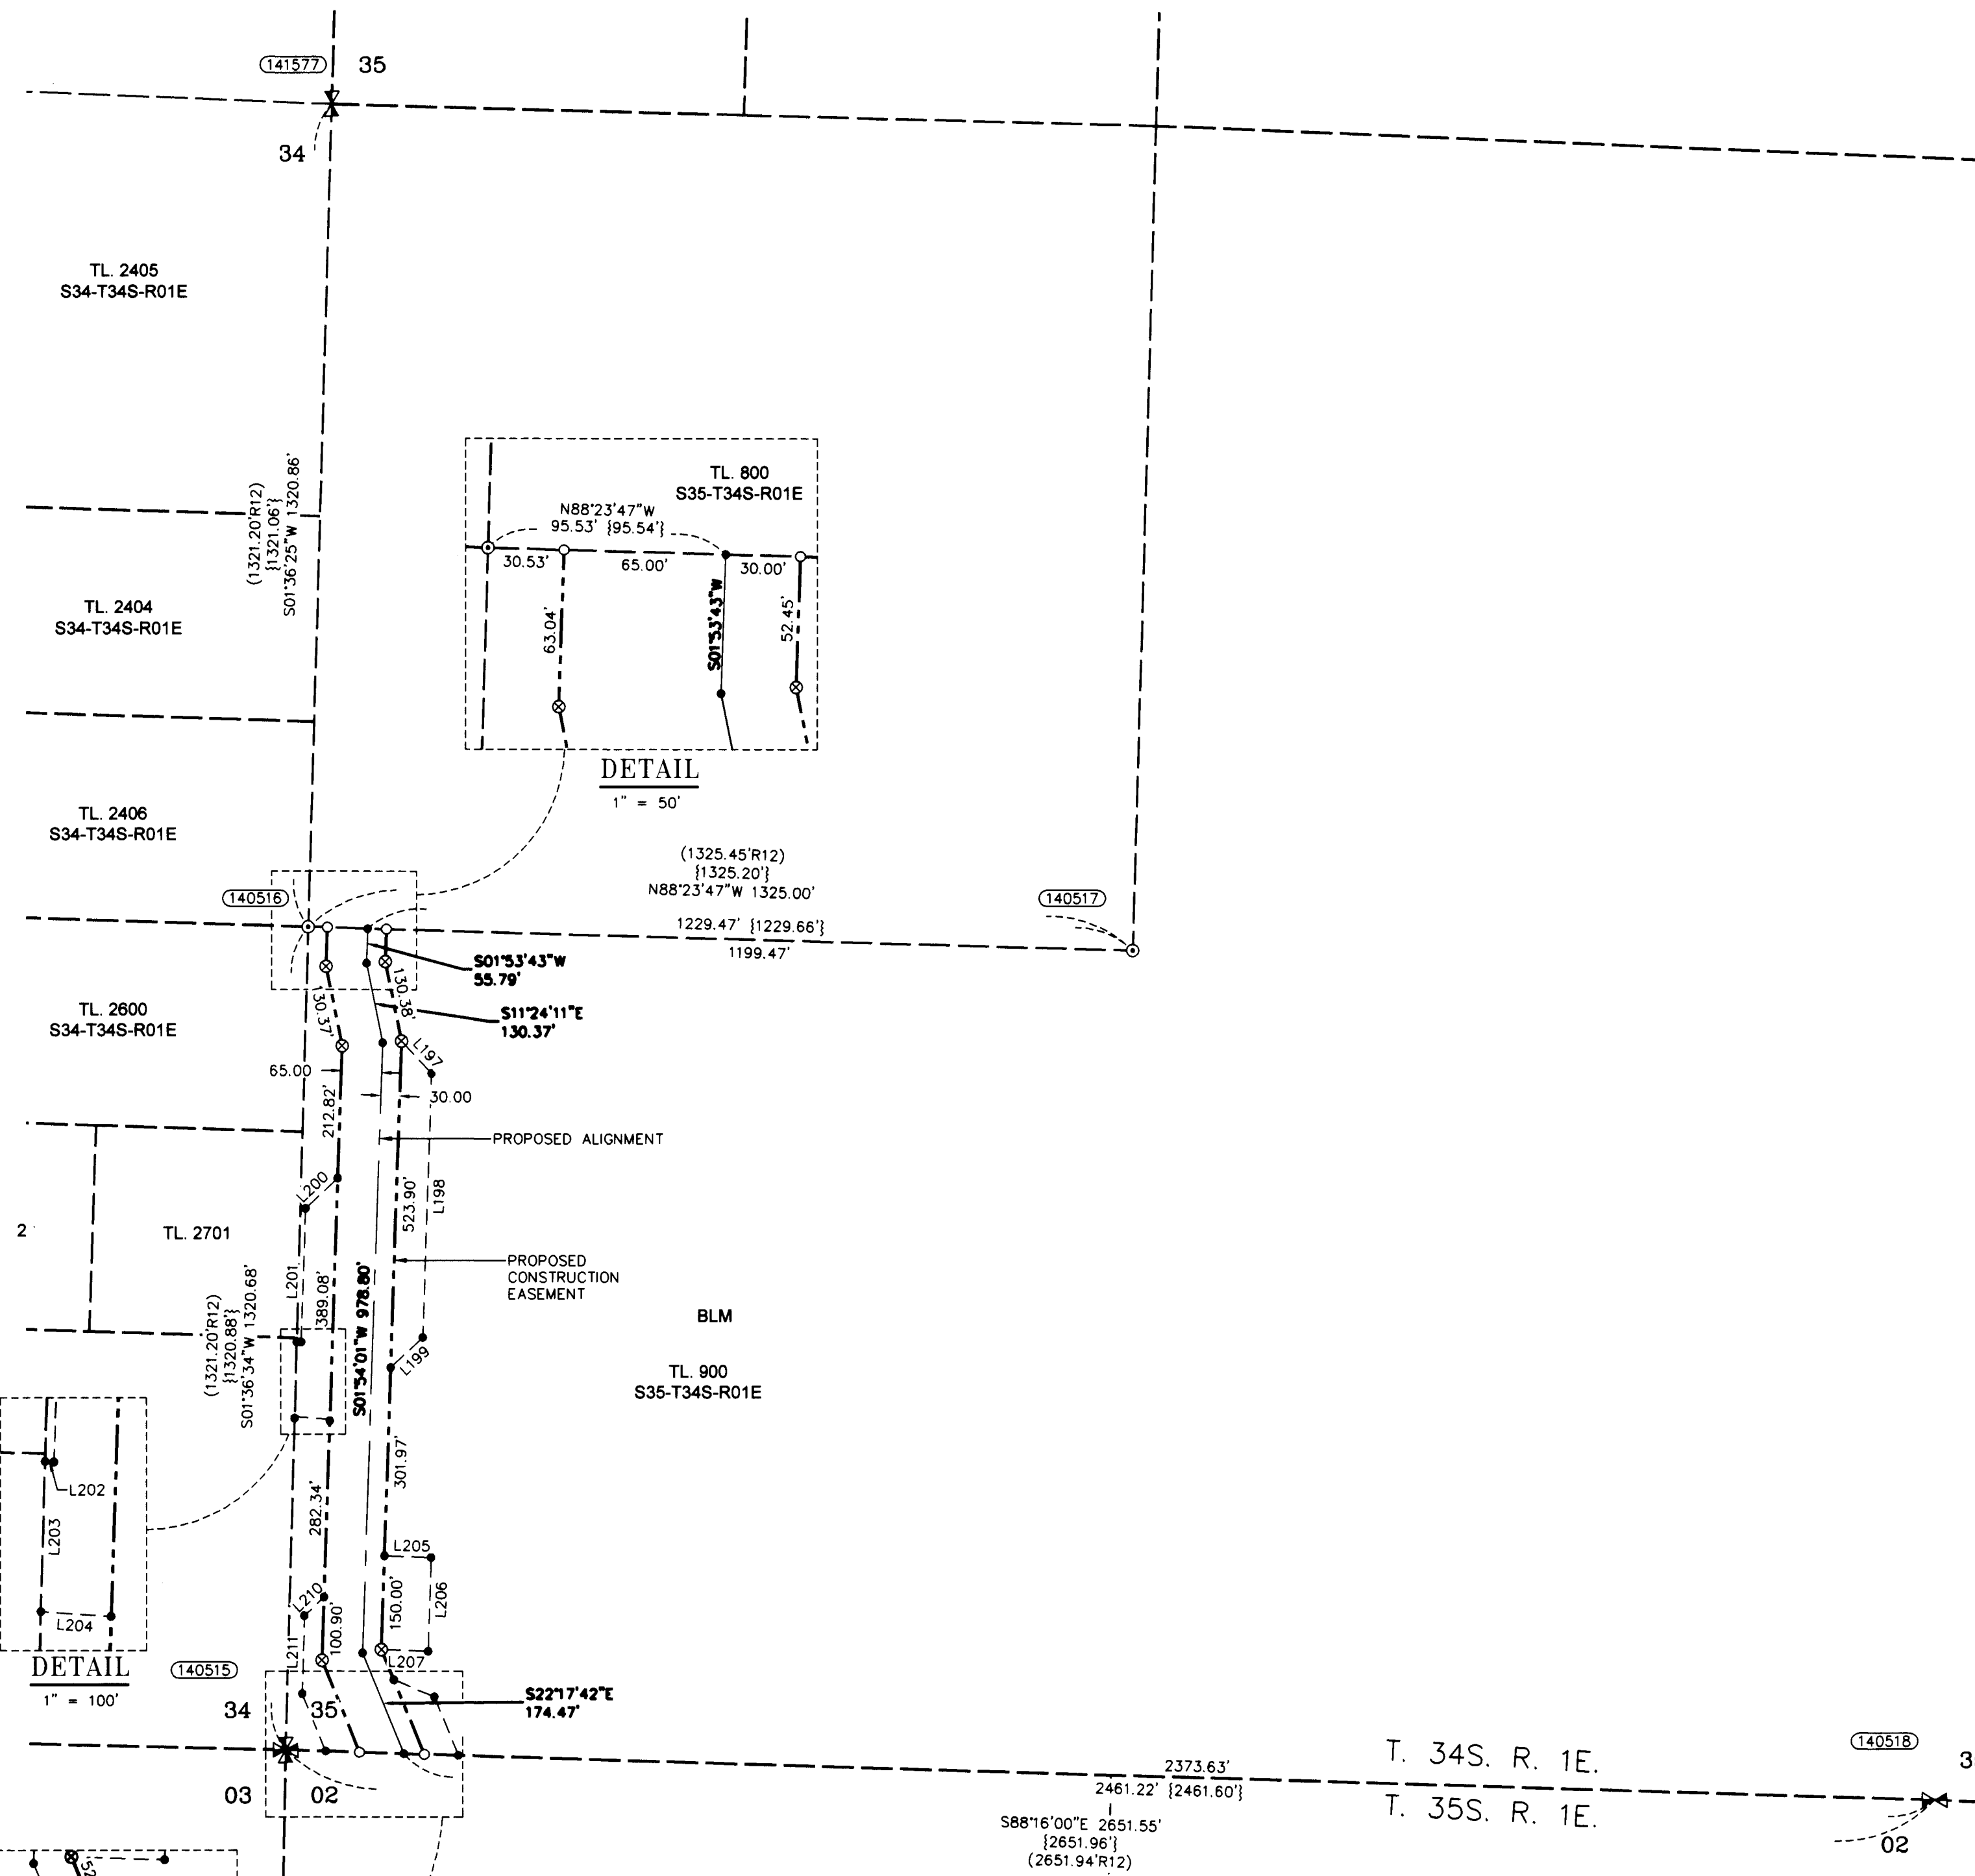 141577
35
34
TL. 2405
S34-T34S-R01E
(1321.20'R12)
{1321.06'}
S01°36'25"W 1320.86'
TL. 800
S35-T34S-R01E
N88°23'47"W
95.53' {95.54'}
30.53'
65.00'
30.00'
63.04'
S01°53'43"W
52.45'
DETAIL
1" = 50'
TL. 2404
S34-T34S-R01E
TL. 2406
S34-T34S-R01E
(1325.45'R12)
{1325.20'}
N88°23'47"W 1325.00'
140516
140517
1229.47' {1229.66'}
1199.47'
S01°53'43"W
55.79'
130.37'
130.38'
S11°24'11"E
130.37'
TL. 2600
S34-T34S-R01E
L197
65.00
30.00
212.82'
PROPOSED ALIGNMENT
L200
L198
523.90'
2
TL. 2701
L201
389.08'
S01°54'01"W 978.80'
PROPOSED
CONSTRUCTION
EASEMENT
(1321.20'R12)
{1320.88'}
S01°36'34"W 1320.68'
BLM
L199
TL. 900
S35-T34S-R01E
L202
L203
L204
DETAIL
1" = 100'
301.97'
282.34'
L205
L206
150.00'
L210
100.90'
L211
L207
140515
S22°17'42"E
174.47'
34
35
03
02
2373.63'
2461.22' {2461.60'}
T. 34S. R. 1E.
T. 35S. R. 1E.
140518
02
S88°16'00"E 2651.55'
{2651.96'}
(2651.94'R12)